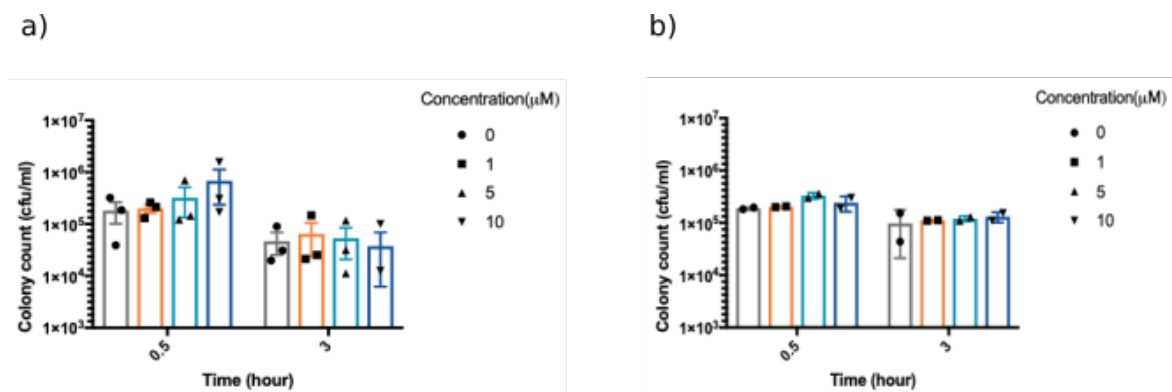 a)
Concentration(μM)
0
1
5
10
1×10⁷
1×10⁶
1×10⁵
1×10⁴
1×10³
Colony count (cfu/ml)
0.5
3
Time (hour)
b)
Concentration(μM)
0
1
5
10
1×10⁷
1×10⁶
1×10⁵
1×10⁴
1×10³
Colony count (cfu/ml)
0.5
3
Time (hour)